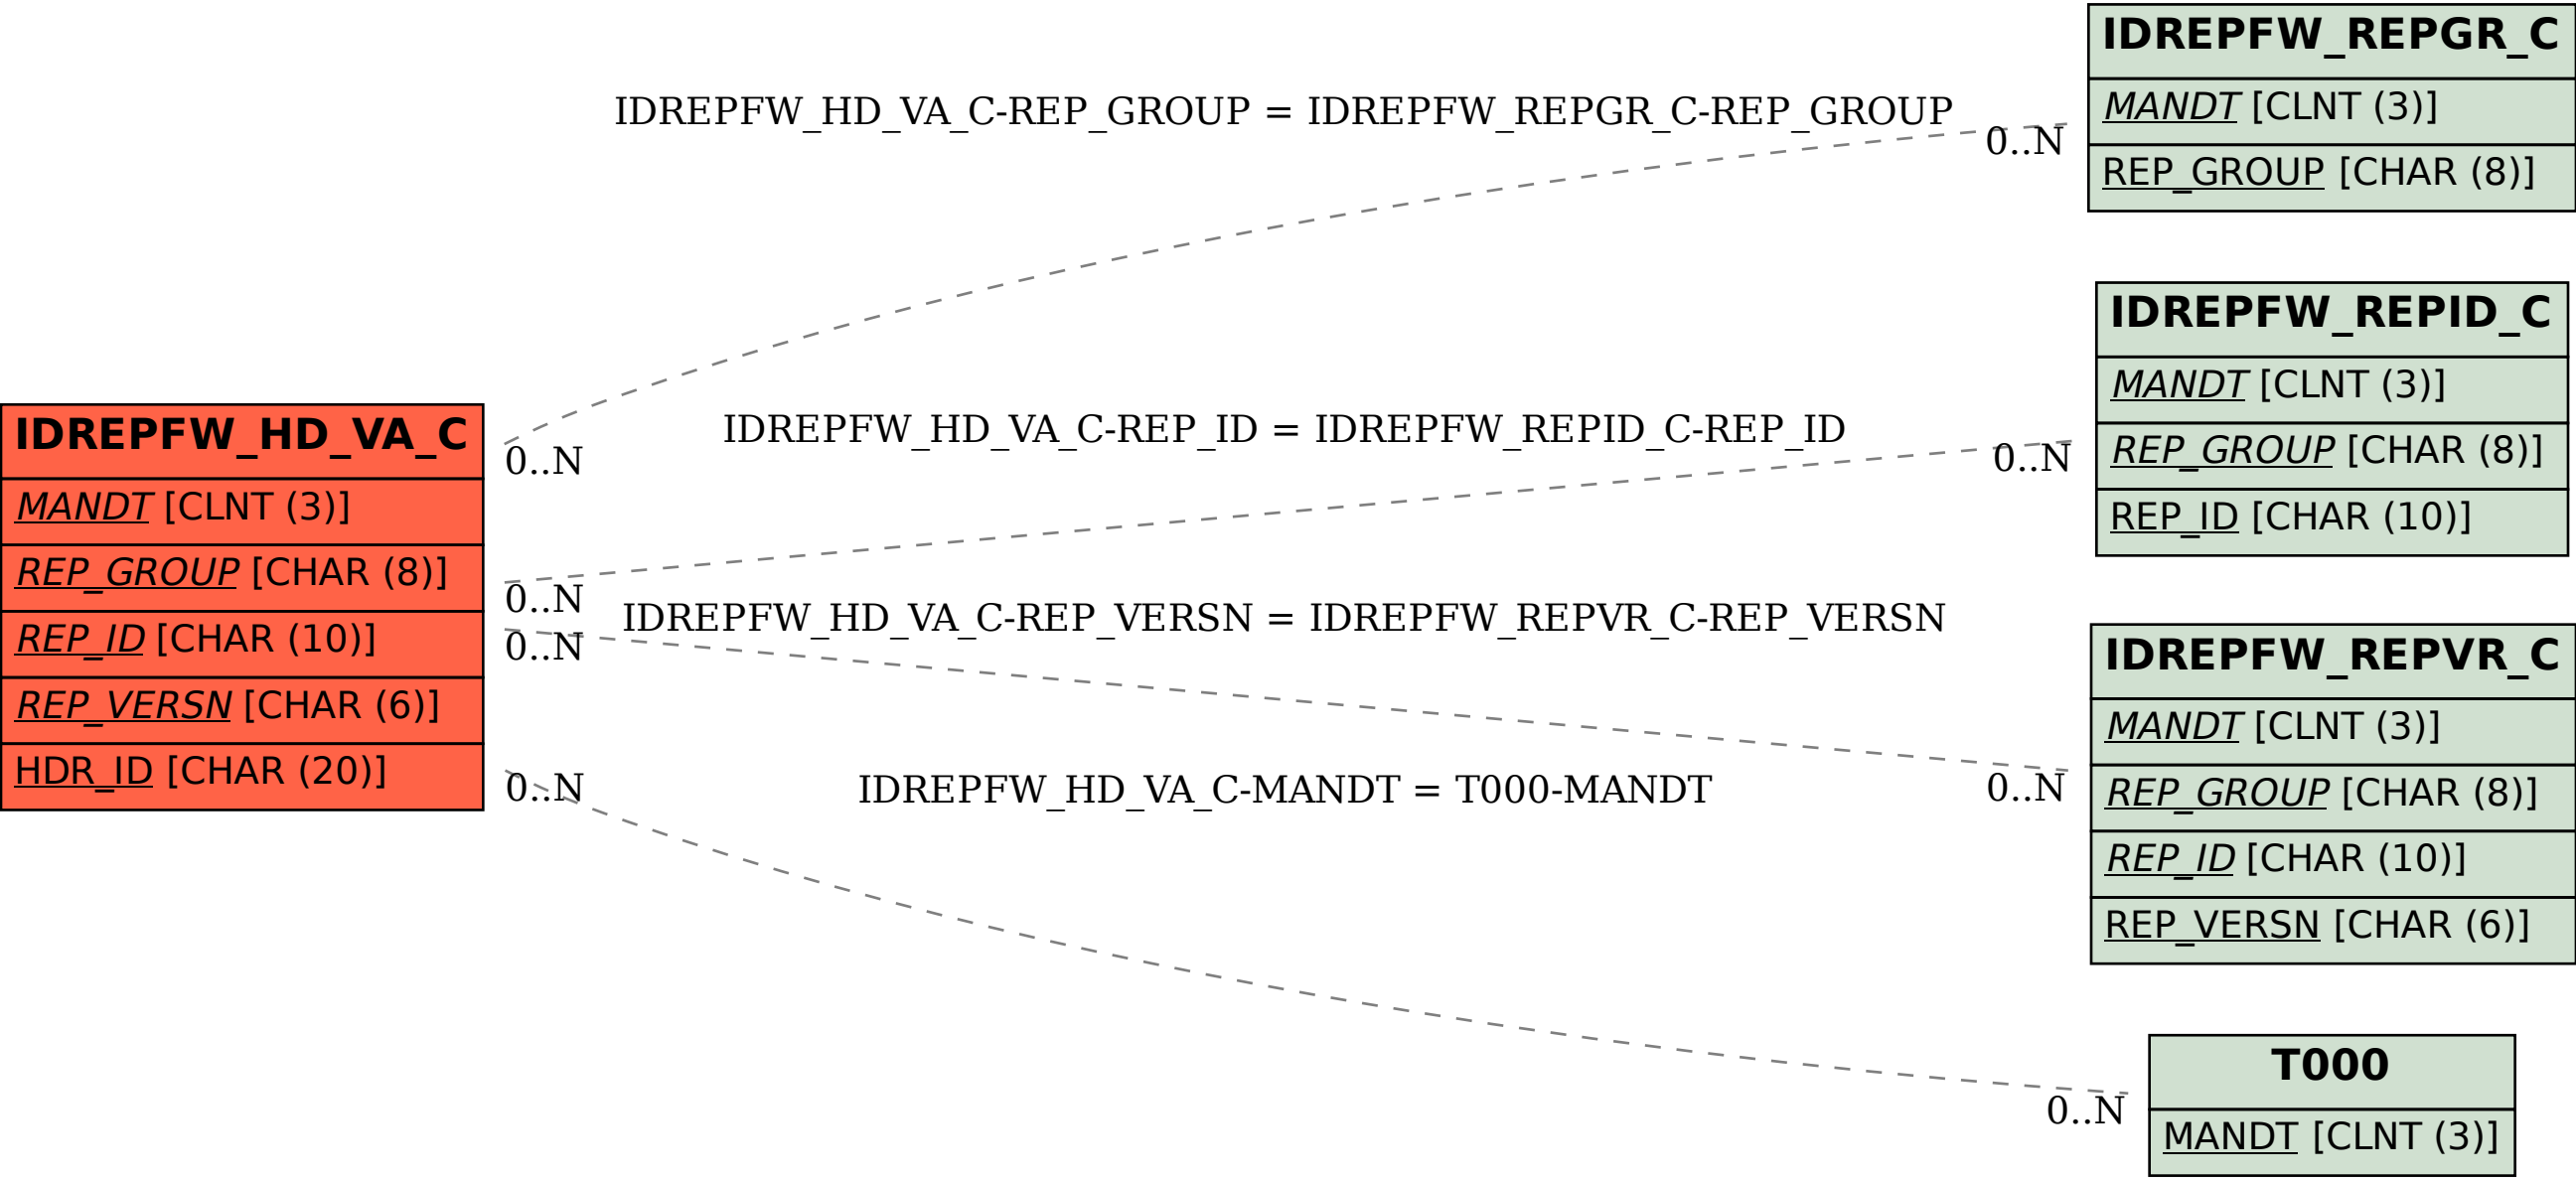 IDREPFW_REPGR_C
MANDT [CLNT (3)]
REP_GROUP [CHAR (8)]
IDREPFW_HD_VA_C-REP_GROUP = IDREPFW_REPGR_C-REP_GROUP
0..N
0..N
IDREPFW_REPID_C
MANDT [CLNT (3)]
REP_GROUP [CHAR (8)]
REP_ID [CHAR (10)]
IDREPFW_HD_VA_C-REP_ID = IDREPFW_REPID_C-REP_ID
0..N
0..N
IDREPFW_HD_VA_C
MANDT [CLNT (3)]
REP_GROUP [CHAR (8)]
REP_ID [CHAR (10)]
REP_VERSN [CHAR (6)]
HDR_ID [CHAR (20)]
IDREPFW_HD_VA_C-REP_VERSN = IDREPFW_REPVR_C-REP_VERSN
0..N
0..N
IDREPFW_REPVR_C
MANDT [CLNT (3)]
REP_GROUP [CHAR (8)]
REP_ID [CHAR (10)]
REP_VERSN [CHAR (6)]
IDREPFW_HD_VA_C-MANDT = T000-MANDT
0..N
0..N
T000
MANDT [CLNT (3)]